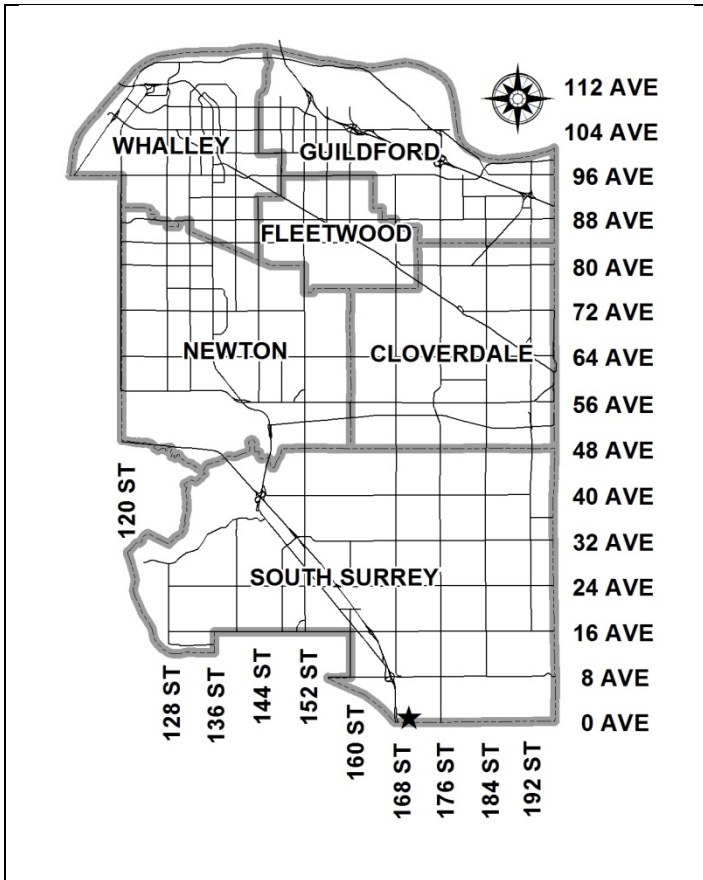 112 AVE
104 AVE
WHALLEY
GUILDFORD
96 AVE
88 AVE
FLEETWOOD
80 AVE
72 AVE
NEWTON
CLOVERDALE
64 AVE
56 AVE
48 AVE
120 ST
40 AVE
32 AVE
SOUTH SURREY
24 AVE
16 AVE
128 ST
136 ST
144 ST
152 ST
160 ST
8 AVE
0 AVE
168 ST
176 ST
184 ST
192 ST